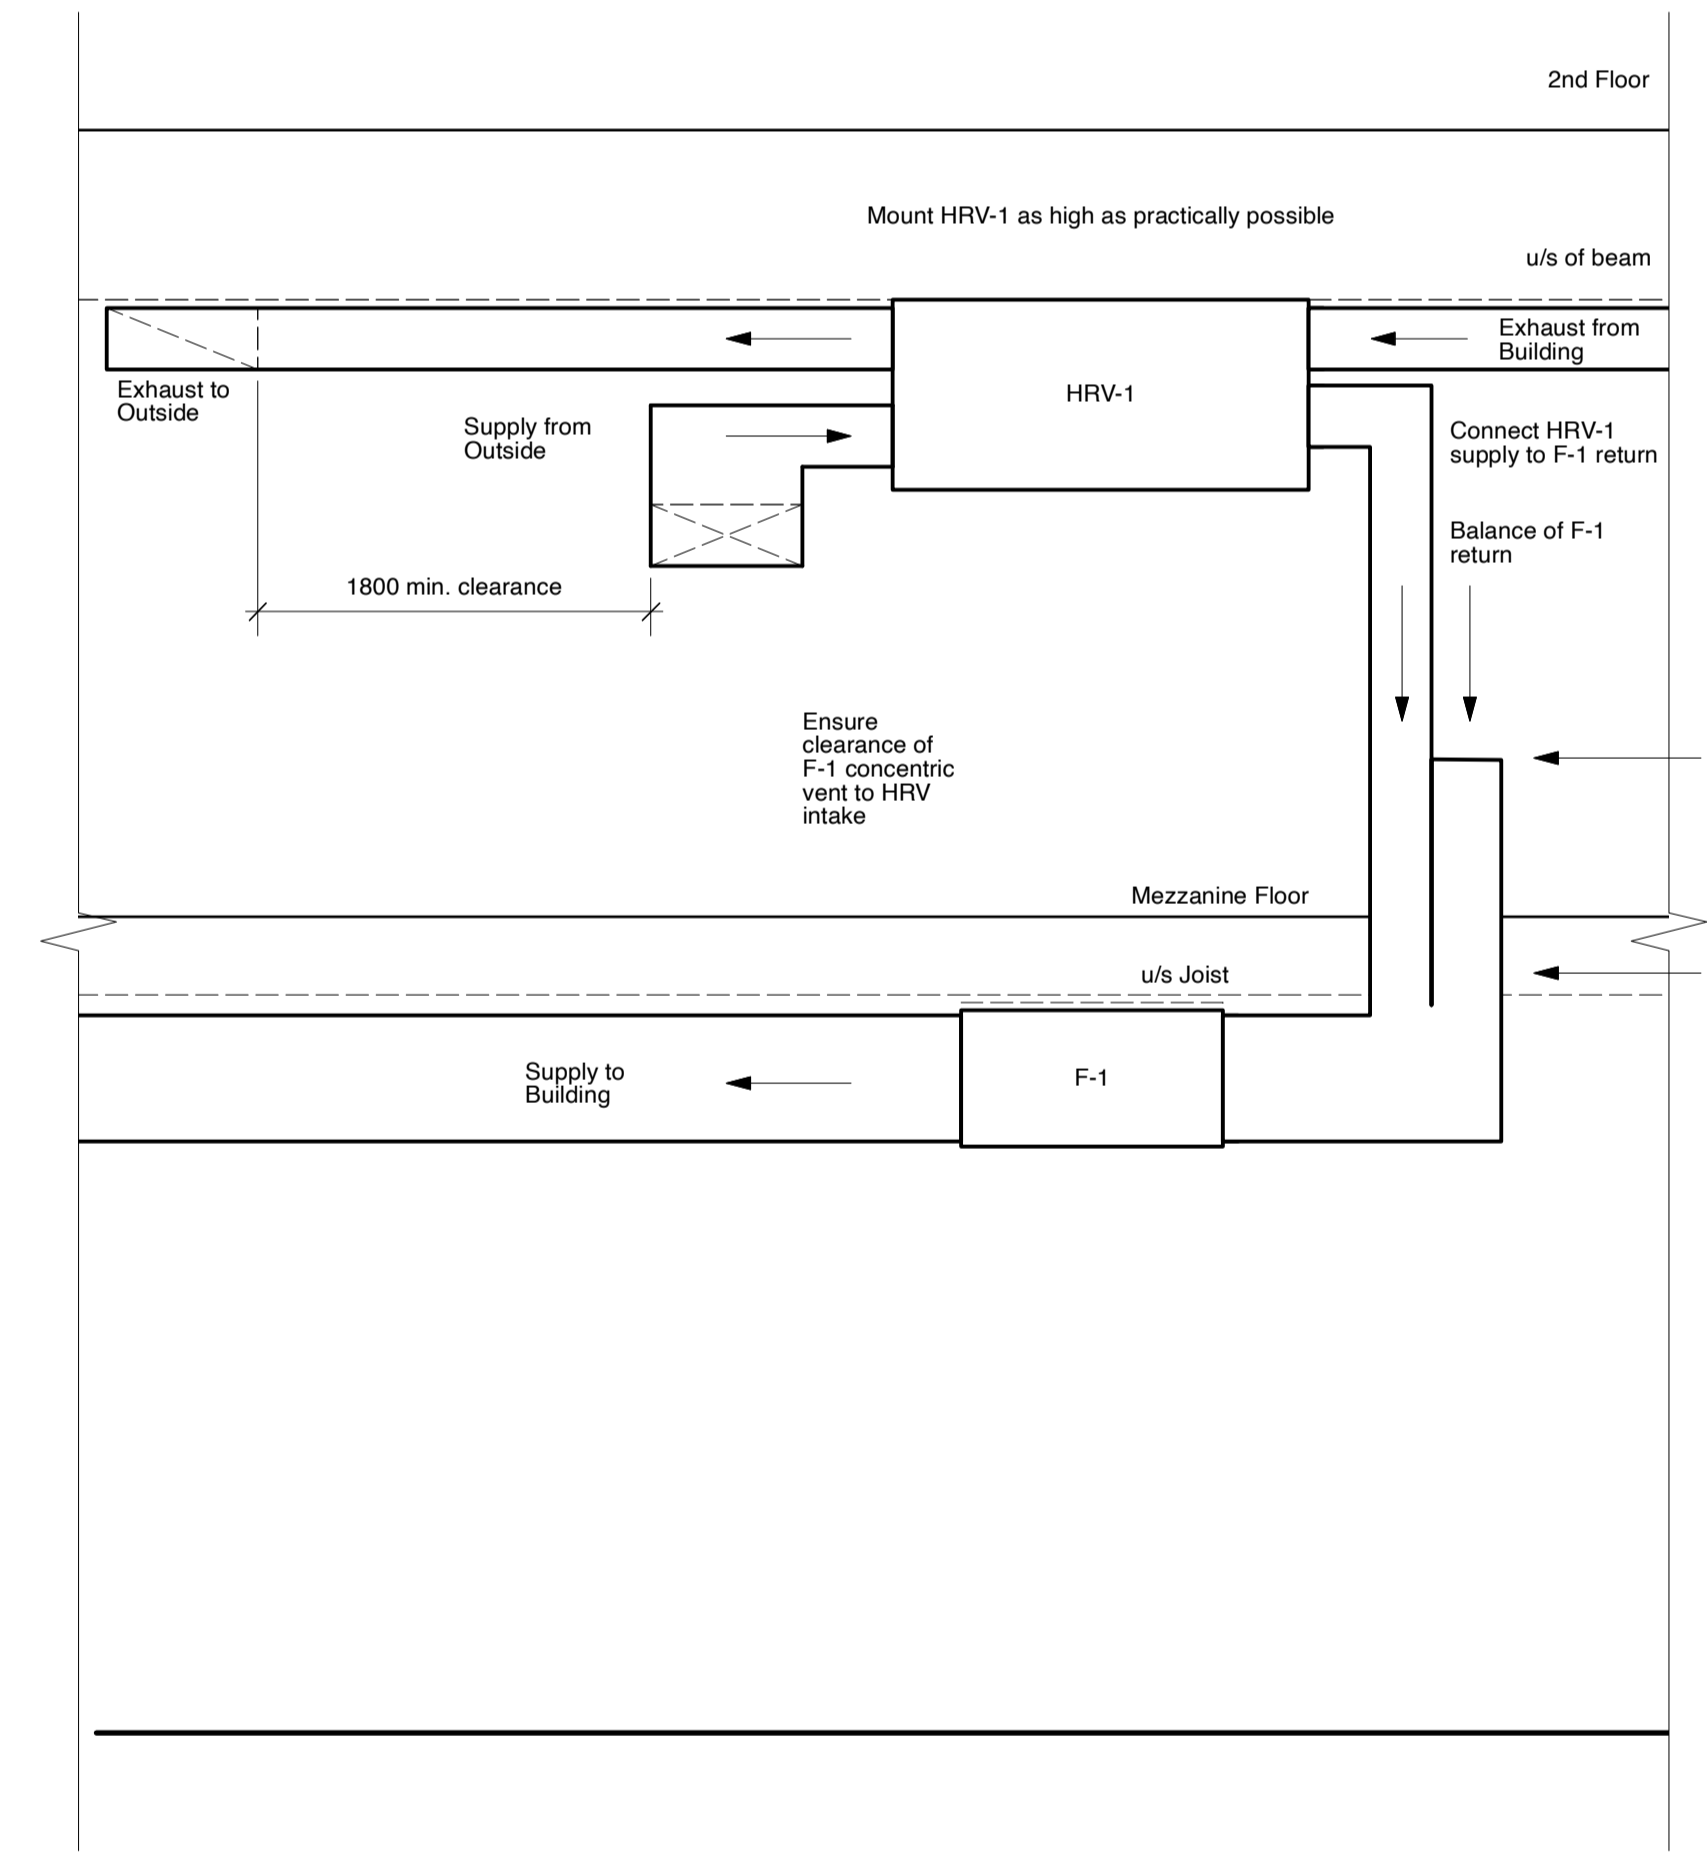 2nd Floor
Mount HRV-1 as high as practically possible
u/s of beam
Exhaust from
Building
HRV-1
Exhaust to
Outside
Supply from
Outside
Connect HRV-1
supply to F-1 return
Balance of F-1
return
1800 min. clearance
Ensure
clearance of
F-1 concentric
vent to HRV
intake
Mezzanine Floor
u/s Joist
Supply to
Building
F-1